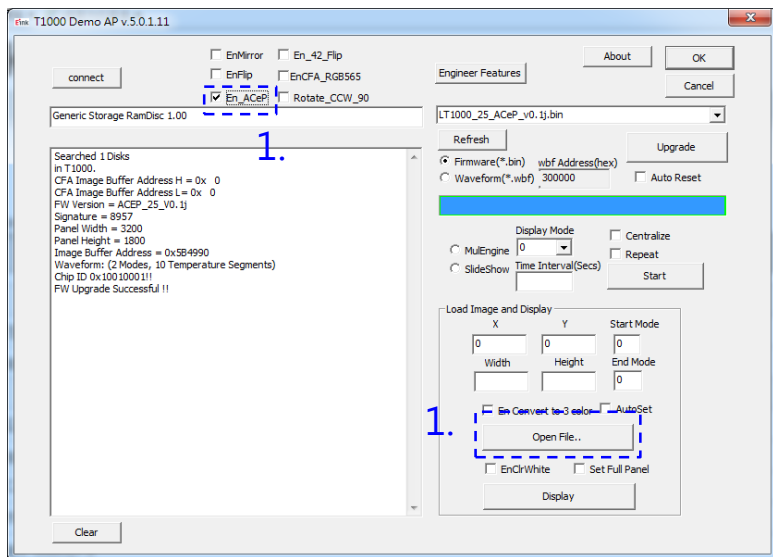 Eink T1000 Demo AP v.5.0.1.11
x
EnMirror En_42_Flip
connect EnFlip EnCFA_RGB565
En_ACeP Rotate_CCW_90
Generic Storage RamDisc 1.00
1.
Searched 1 Disks
in T1000.
CFA Image Buffer Address H = 0x 0
CFA Image Buffer Address L= 0x 0
FW Version = ACEP_25_V0.1j
Signature = 8957
Panel Width = 3200
Panel Height = 1800
Image Buffer Address = 0x5B4990
Waveform: (2 Modes, 10 Temperature Segments)
Chip ID 0x10010001!!
FW Upgrade Successful !!
Clear
Engineer Features About OK
Cancel
LT1000_25_ACeP_v0.1j.bin
Refresh Upgrade
Firmware(*.bin) wbf Address(hex)
Waveform(*.wbf) 300000 Auto Reset
Display Mode
MulEngine 0 Centralize
Repeat
SlideShow Time Interval(Secs)
Start
Load Image and Display
X Y Start Mode
0 0 0
Width Height End Mode
0
En Convert to 3 color AutoSet
1.
Open File..
EnClrWhite Set Full Panel
Display